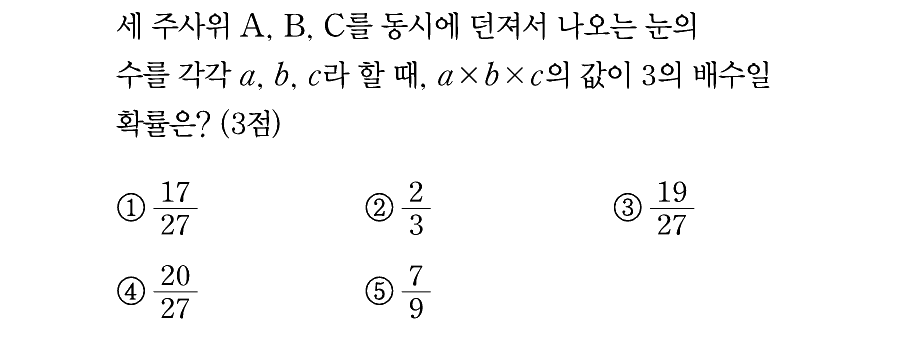 세 주사위 A, B, C를 동시에 던져서 나오는 눈의
수를 각각 a, b, c라 할 때, a×b×c의 값이 3의 배수일
확률은? (3점)
① 17/27 ② 2/3 ③ 19/27
④ 20/27 ⑤ 7/9